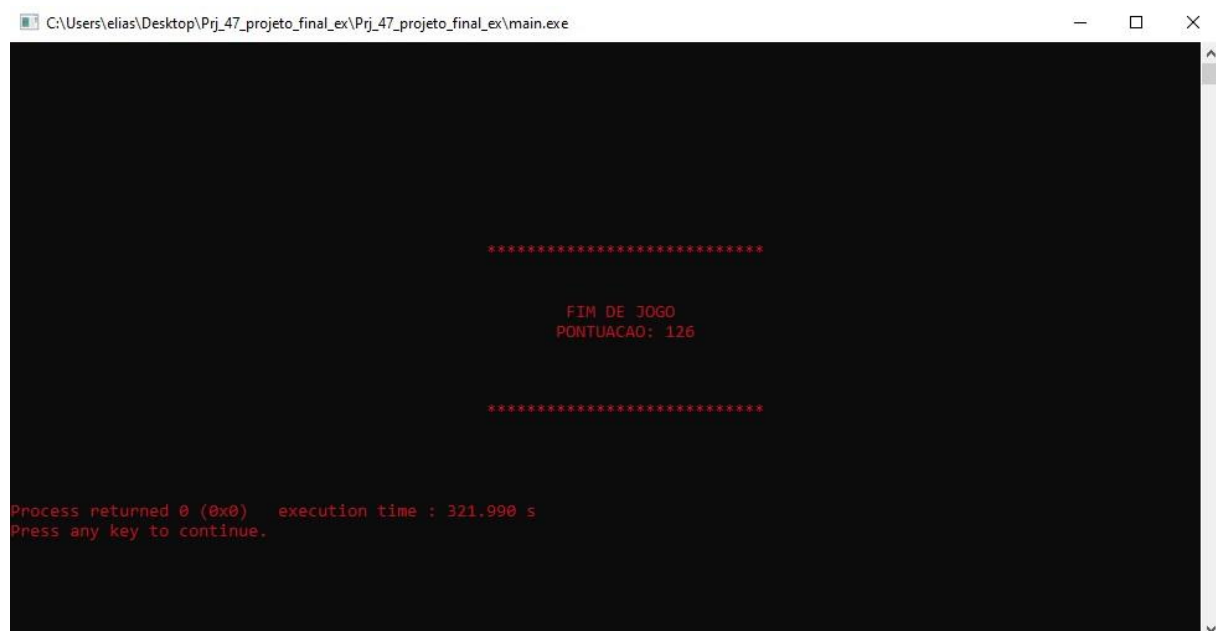 C:\Users\elias\Desktop\Prj_47_projeto_final_ex\Prj_47_projeto_final_ex\main.exe
****************************
FIM DE JOGO
PONTUACAO: 126
****************************
Process returned 0 (0x0)   execution time : 321.990 s
Press any key to continue.